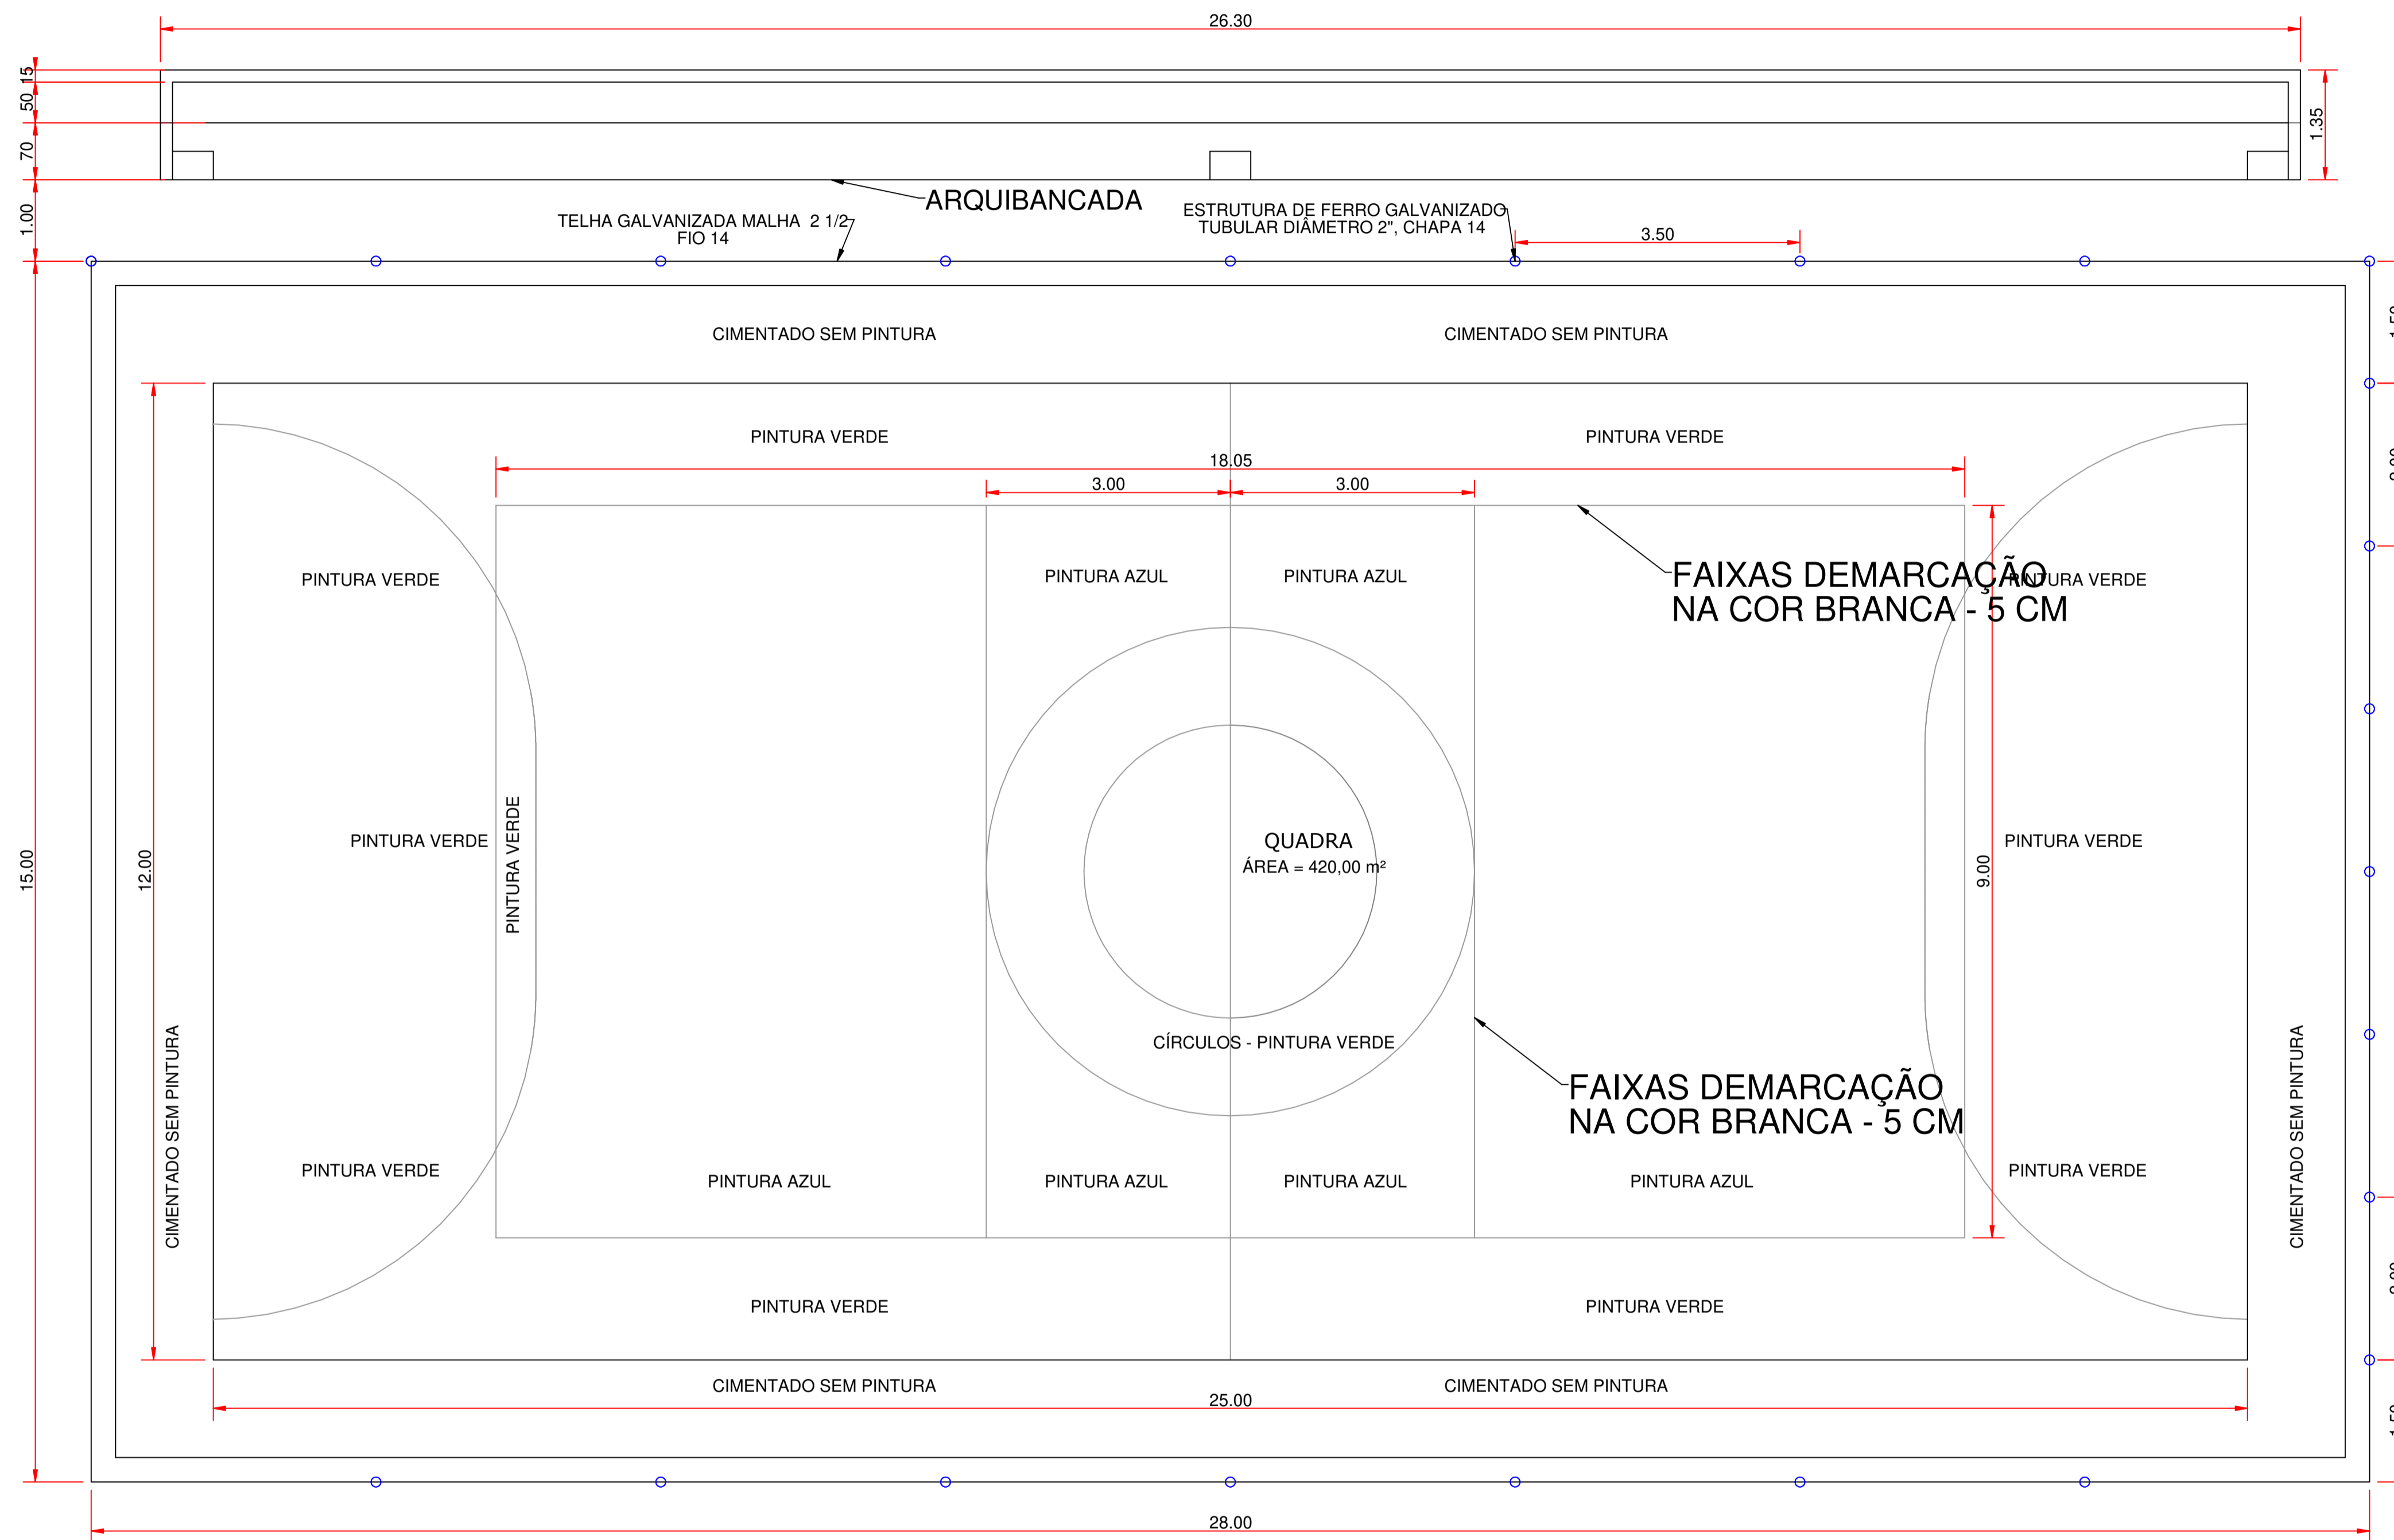 26.30
15
50
70
1.35
1.00
ARQUIBANCADA
TELHA GALVANIZADA MALHA  2 1/2
FIO 14
ESTRUTURA DE FERRO GALVANIZADO
TUBULAR DIÂMETRO 2", CHAPA 14
3.50
CIMENTADO SEM PINTURA
CIMENTADO SEM PINTURA
PINTURA VERDE
PINTURA VERDE
18.05
3.00
3.00
PINTURA VERDE
PINTURA AZUL
PINTURA AZUL
FAIXAS DEMARCAÇÃO
NA COR BRANCA - 5 CM
PINTURA VERDE
15.00
12.00
PINTURA VERDE
PINTURA VERDE
QUADRA
ÁREA = 420,00 m²
9.00
PINTURA VERDE
CÍRCULOS - PINTURA VERDE
FAIXAS DEMARCAÇÃO
NA COR BRANCA - 5 CM
CIMENTADO SEM PINTURA
CIMENTADO SEM PINTURA
PINTURA VERDE
PINTURA AZUL
PINTURA AZUL
PINTURA AZUL
PINTURA AZUL
PINTURA VERDE
PINTURA VERDE
PINTURA VERDE
CIMENTADO SEM PINTURA
CIMENTADO SEM PINTURA
25.00
28.00